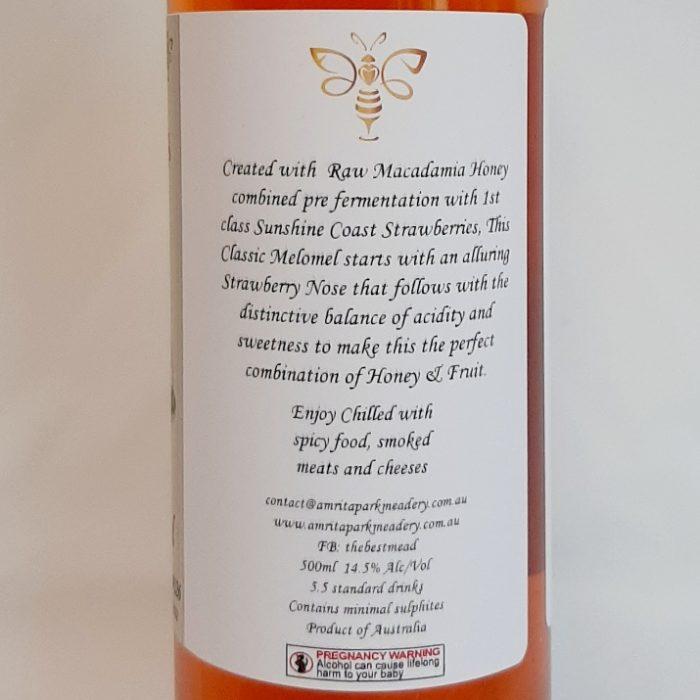 Created with Raw Macadamia Honey
combined pre fermentation with 1st
class Sunshine Coast Strawberries, This
Classic Melomel starts with an alluring
Strawberry Nose that follows with the
distinctive balance of acidity and
sweetness to make this the perfect
combination of Honey & Fruit.
Enjoy Chilled with
spicy food, smoked
meats and cheeses
contact@amritaparkmeadery.com.au
www.amritaparkmeadery.com.au
FB: thebestmead
500ml 14.5% Alc/Vol
5.5 standard drinks
Contains minimal sulphites
Product of Australia
PREGNANCY WARNING
Alcohol can cause lifelong
harm to your baby